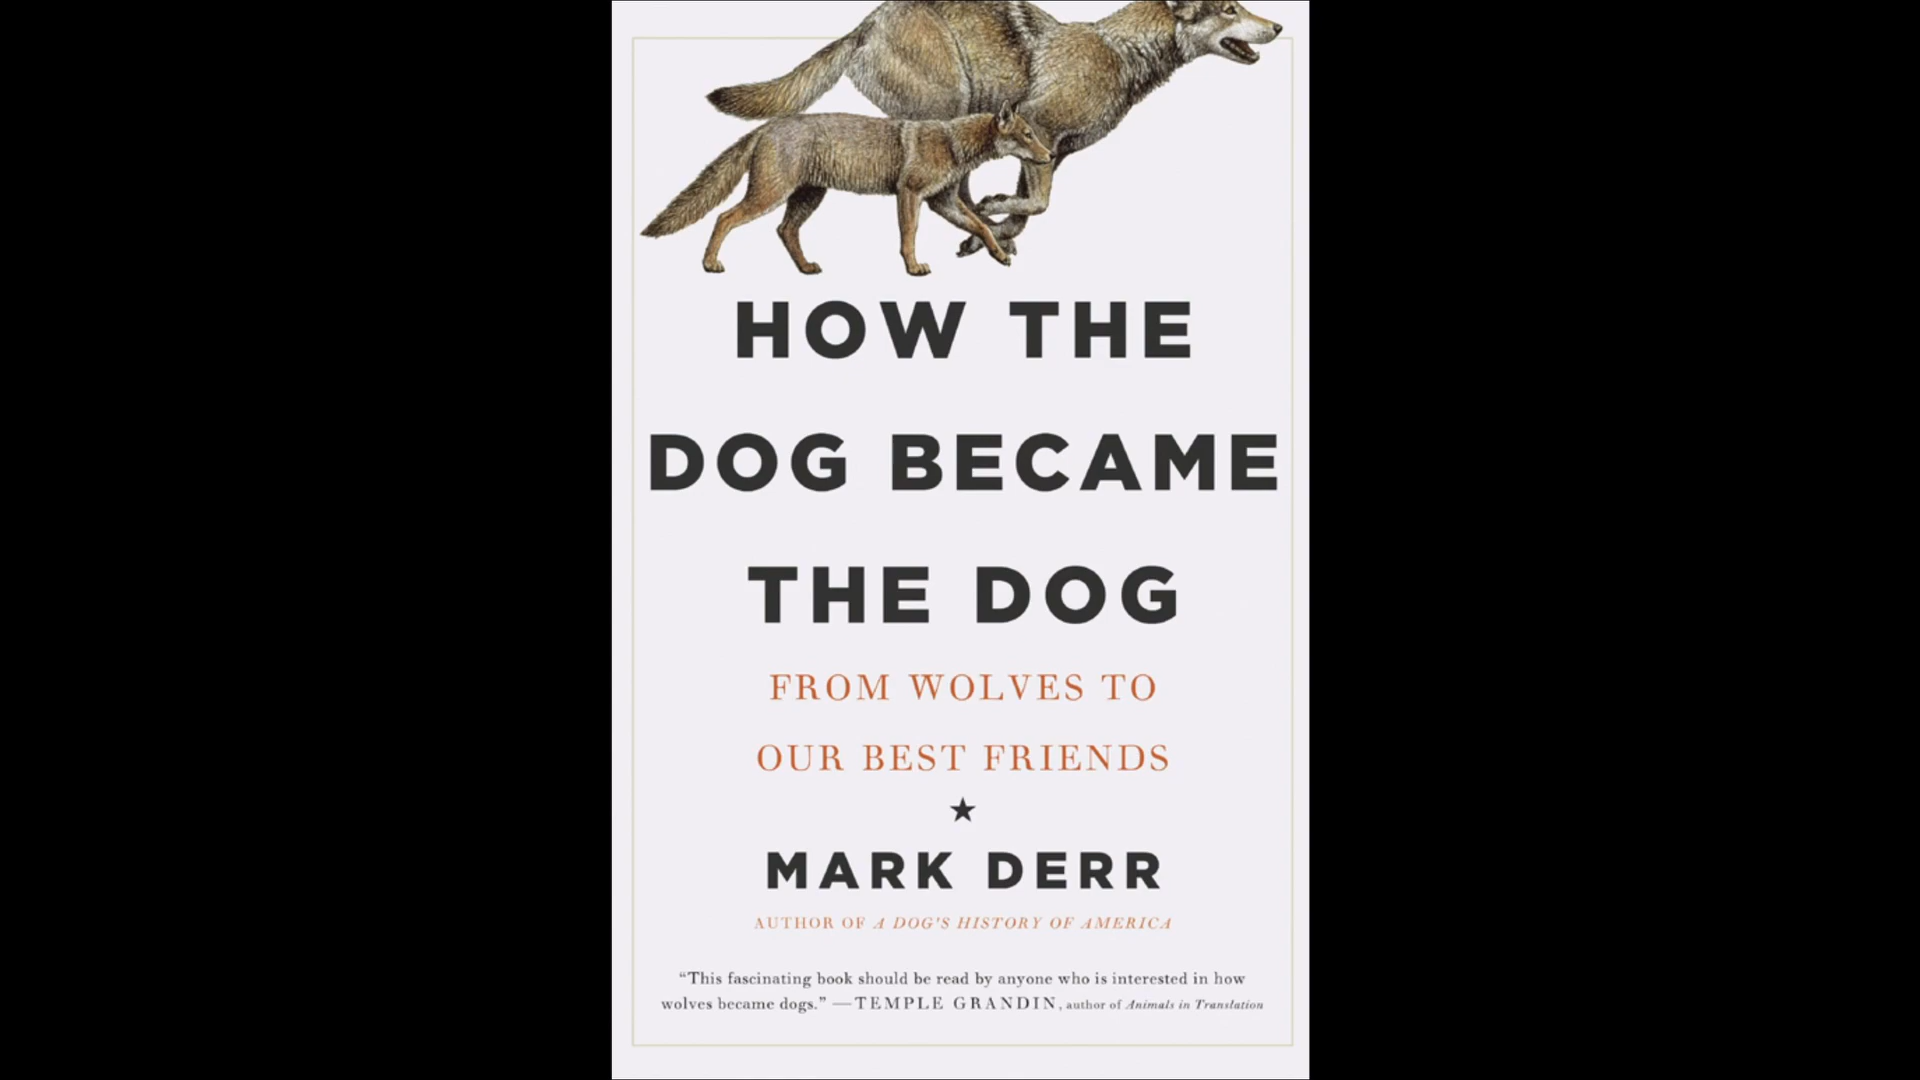 HOW THE
DOG BECAME
THE DOG
FROM WOLVES TO
OUR BEST FRIENDS
★
MARK DERR
AUTHOR OF A DOG'S HISTORY OF AMERICA
“This fascinating book should be read by anyone who is interested in how
wolves became dogs.” —TEMPLE GRANDIN, author of Animals in Translation